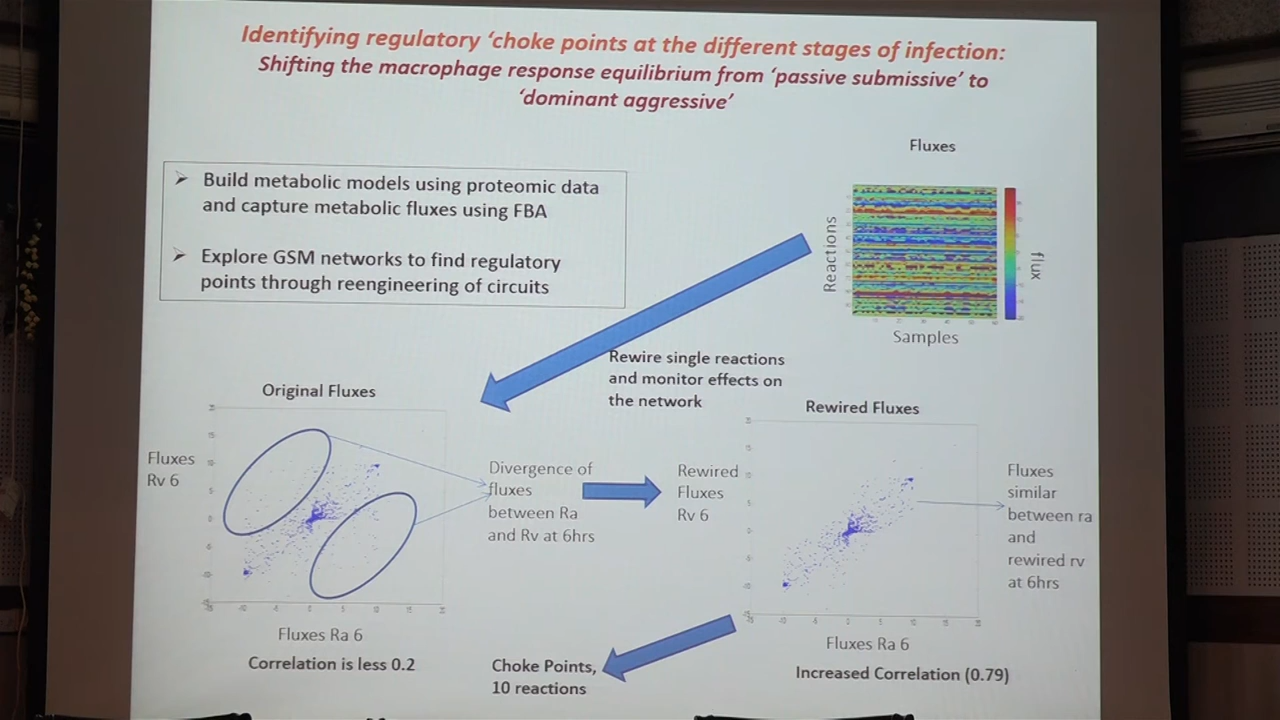 Identifying regulatory ‘choke points at the different stages of infection:
Shifting the macrophage response equilibrium from ‘passive submissive’ to
‘dominant aggressive’
Fluxes
Build metabolic models using proteomic data
and capture metabolic fluxes using FBA
Explore GSM networks to find regulatory
points through reengineering of circuits
Reactions
flux
Samples
Rewire single reactions
and monitor effects on
the network
Original Fluxes
Rewired Fluxes
Fluxes
Rv 6
Divergence of
fluxes
between Ra
and Rv at 6hrs
Rewired
Fluxes
Rv 6
Fluxes
similar
between ra
and
rewired rv
at 6hrs
Fluxes Ra 6
Correlation is less 0.2
Fluxes Ra 6
Increased Correlation (0.79)
Choke Points,
10 reactions